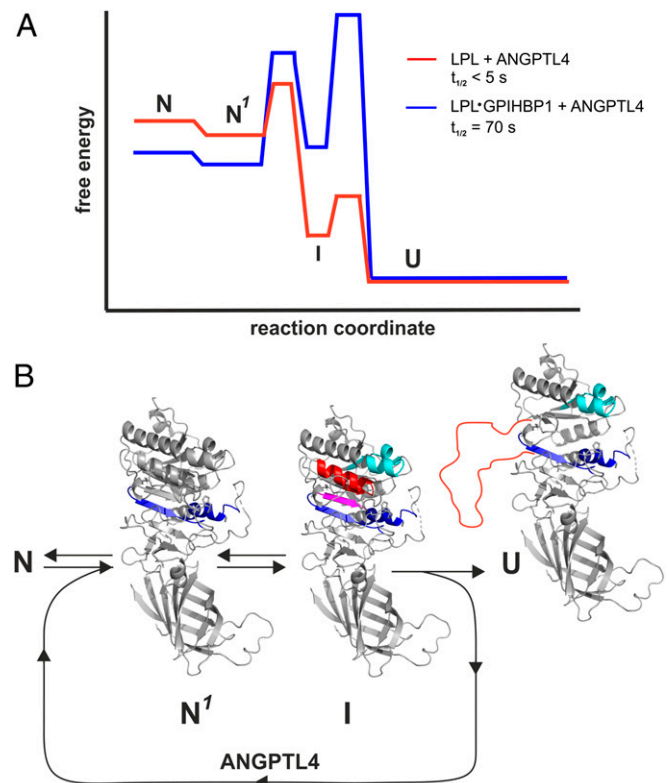 A
free energy
N
N1
I
U
LPL + ANGPTL4
t1/2 < 5 s
LPL•GPIHBP1 + ANGPTL4
t1/2 = 70 s
reaction coordinate
B
N
U
N1
I
ANGPTL4